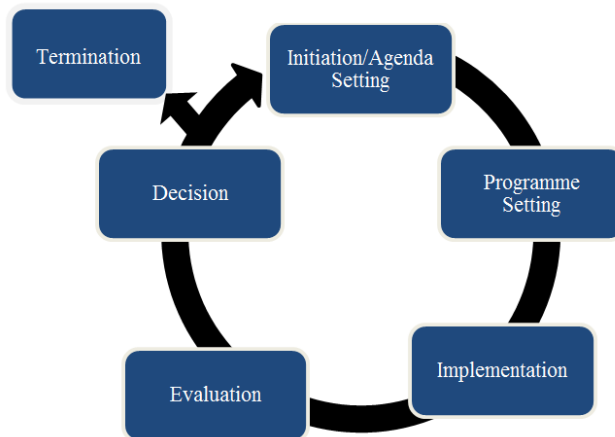 Termination
Initiation/Agenda
Setting
Programme
Setting
Decision
Implementation
Evaluation